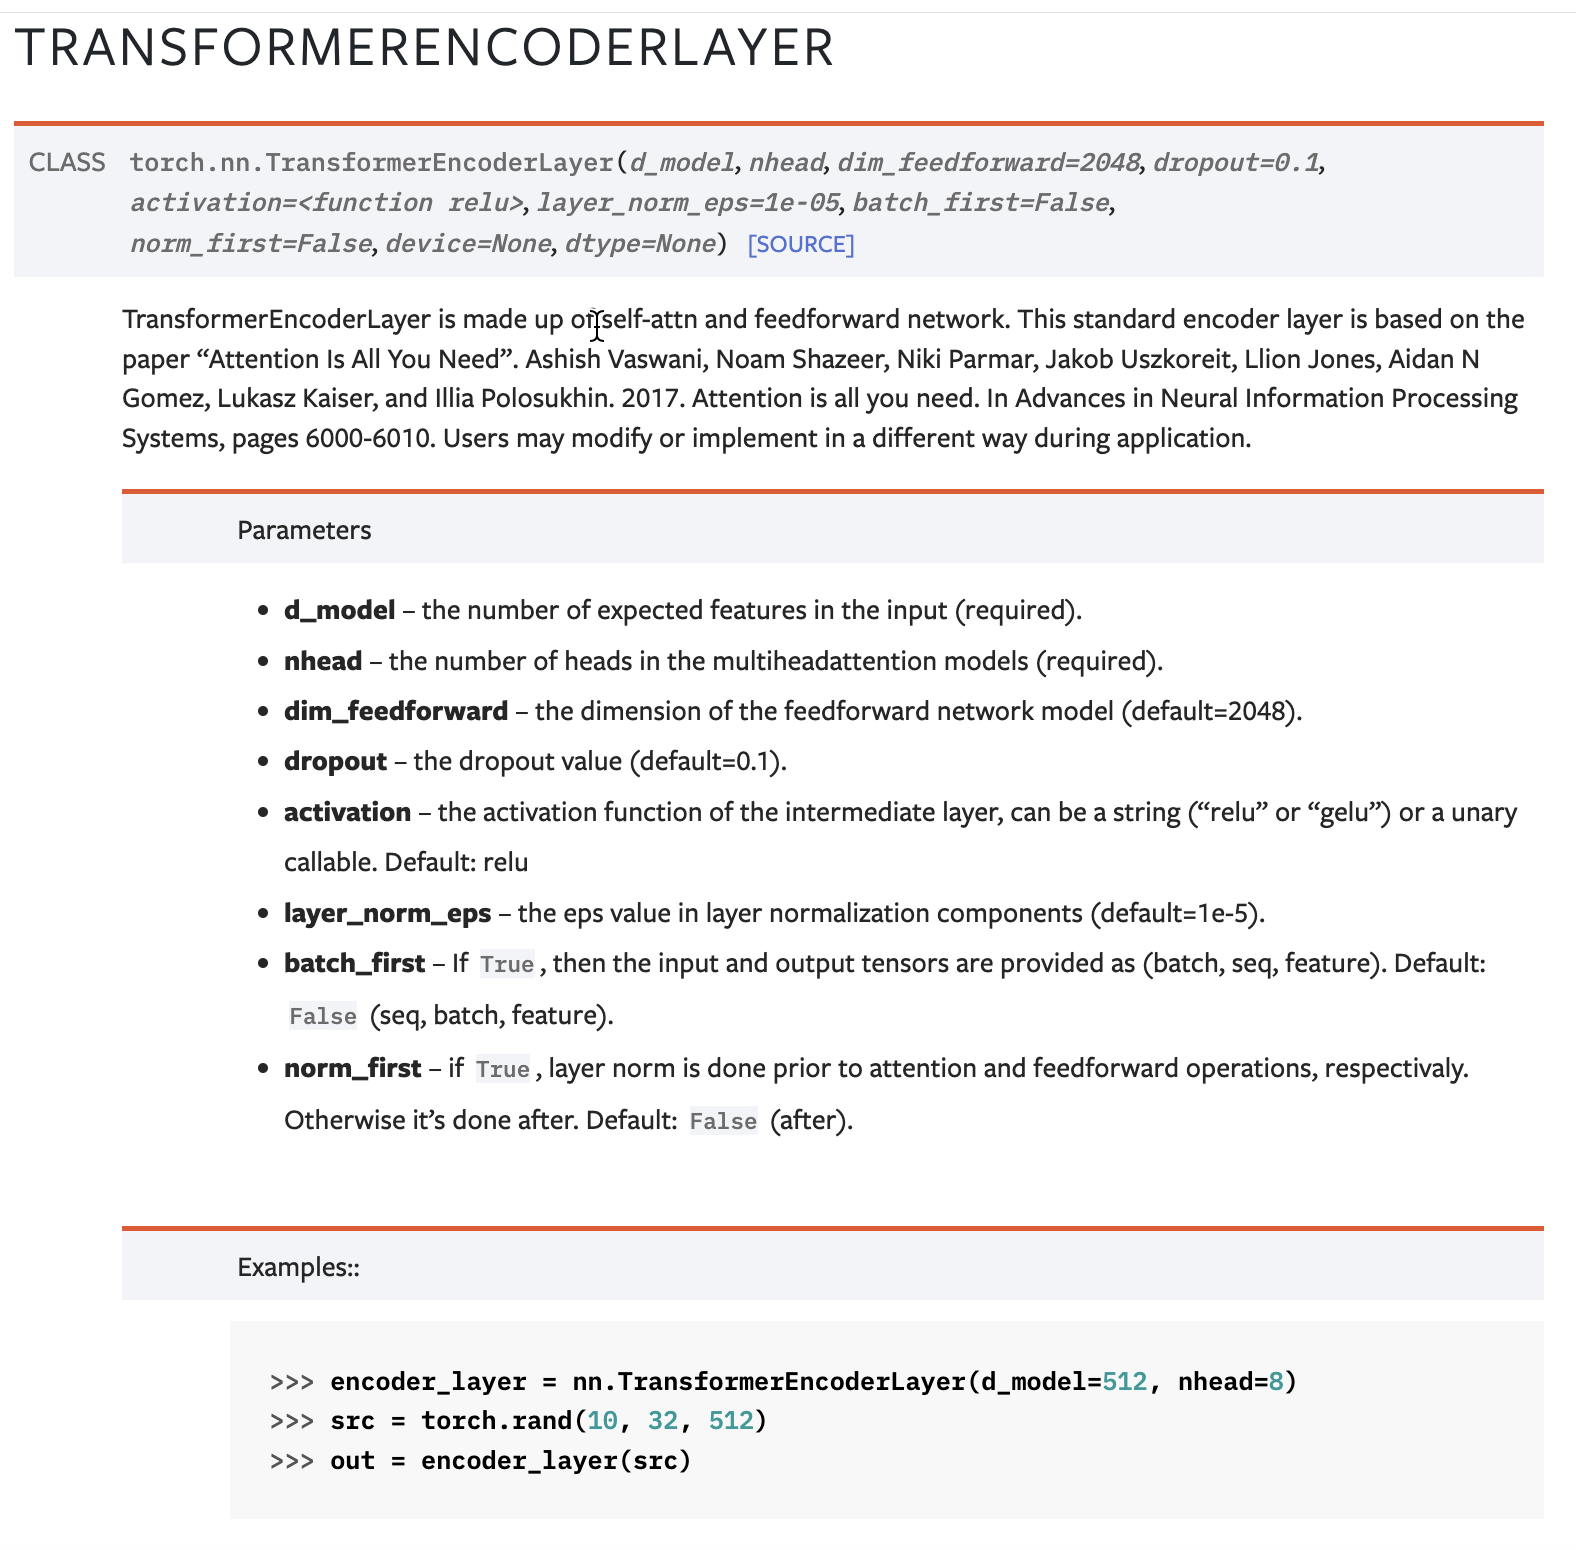 TRANSFORMERENCODERLAYER
CLASS torch.nn.TransformerEncoderLayer(d_model, nhead, dim_feedforward=2048, dropout=0.1,
activation=<function relu>, layer_norm_eps=1e-05, batch_first=False,
norm_first=False, device=None, dtype=None) [SOURCE]
TransformerEncoderLayer is made up of self-attn and feedforward network. This standard encoder layer is based on the
paper “Attention Is All You Need”. Ashish Vaswani, Noam Shazeer, Niki Parmar, Jakob Uszkoreit, Llion Jones, Aidan N
Gomez, Lukasz Kaiser, and Illia Polosukhin. 2017. Attention is all you need. In Advances in Neural Information Processing
Systems, pages 6000-6010. Users may modify or implement in a different way during application.
Parameters
• d_model – the number of expected features in the input (required).
• nhead – the number of heads in the multiheadattention models (required).
• dim_feedforward – the dimension of the feedforward network model (default=2048).
• dropout – the dropout value (default=0.1).
• activation – the activation function of the intermediate layer, can be a string (“relu” or “gelu”) or a unary
callable. Default: relu
• layer_norm_eps – the eps value in layer normalization components (default=1e-5).
• batch_first – If True, then the input and output tensors are provided as (batch, seq, feature). Default:
False (seq, batch, feature).
• norm_first – if True, layer norm is done prior to attention and feedforward operations, respectivaly.
Otherwise it’s done after. Default: False (after).
Examples::
>>> encoder_layer = nn.TransformerEncoderLayer(d_model=512, nhead=8)
>>> src = torch.rand(10, 32, 512)
>>> out = encoder_layer(src)